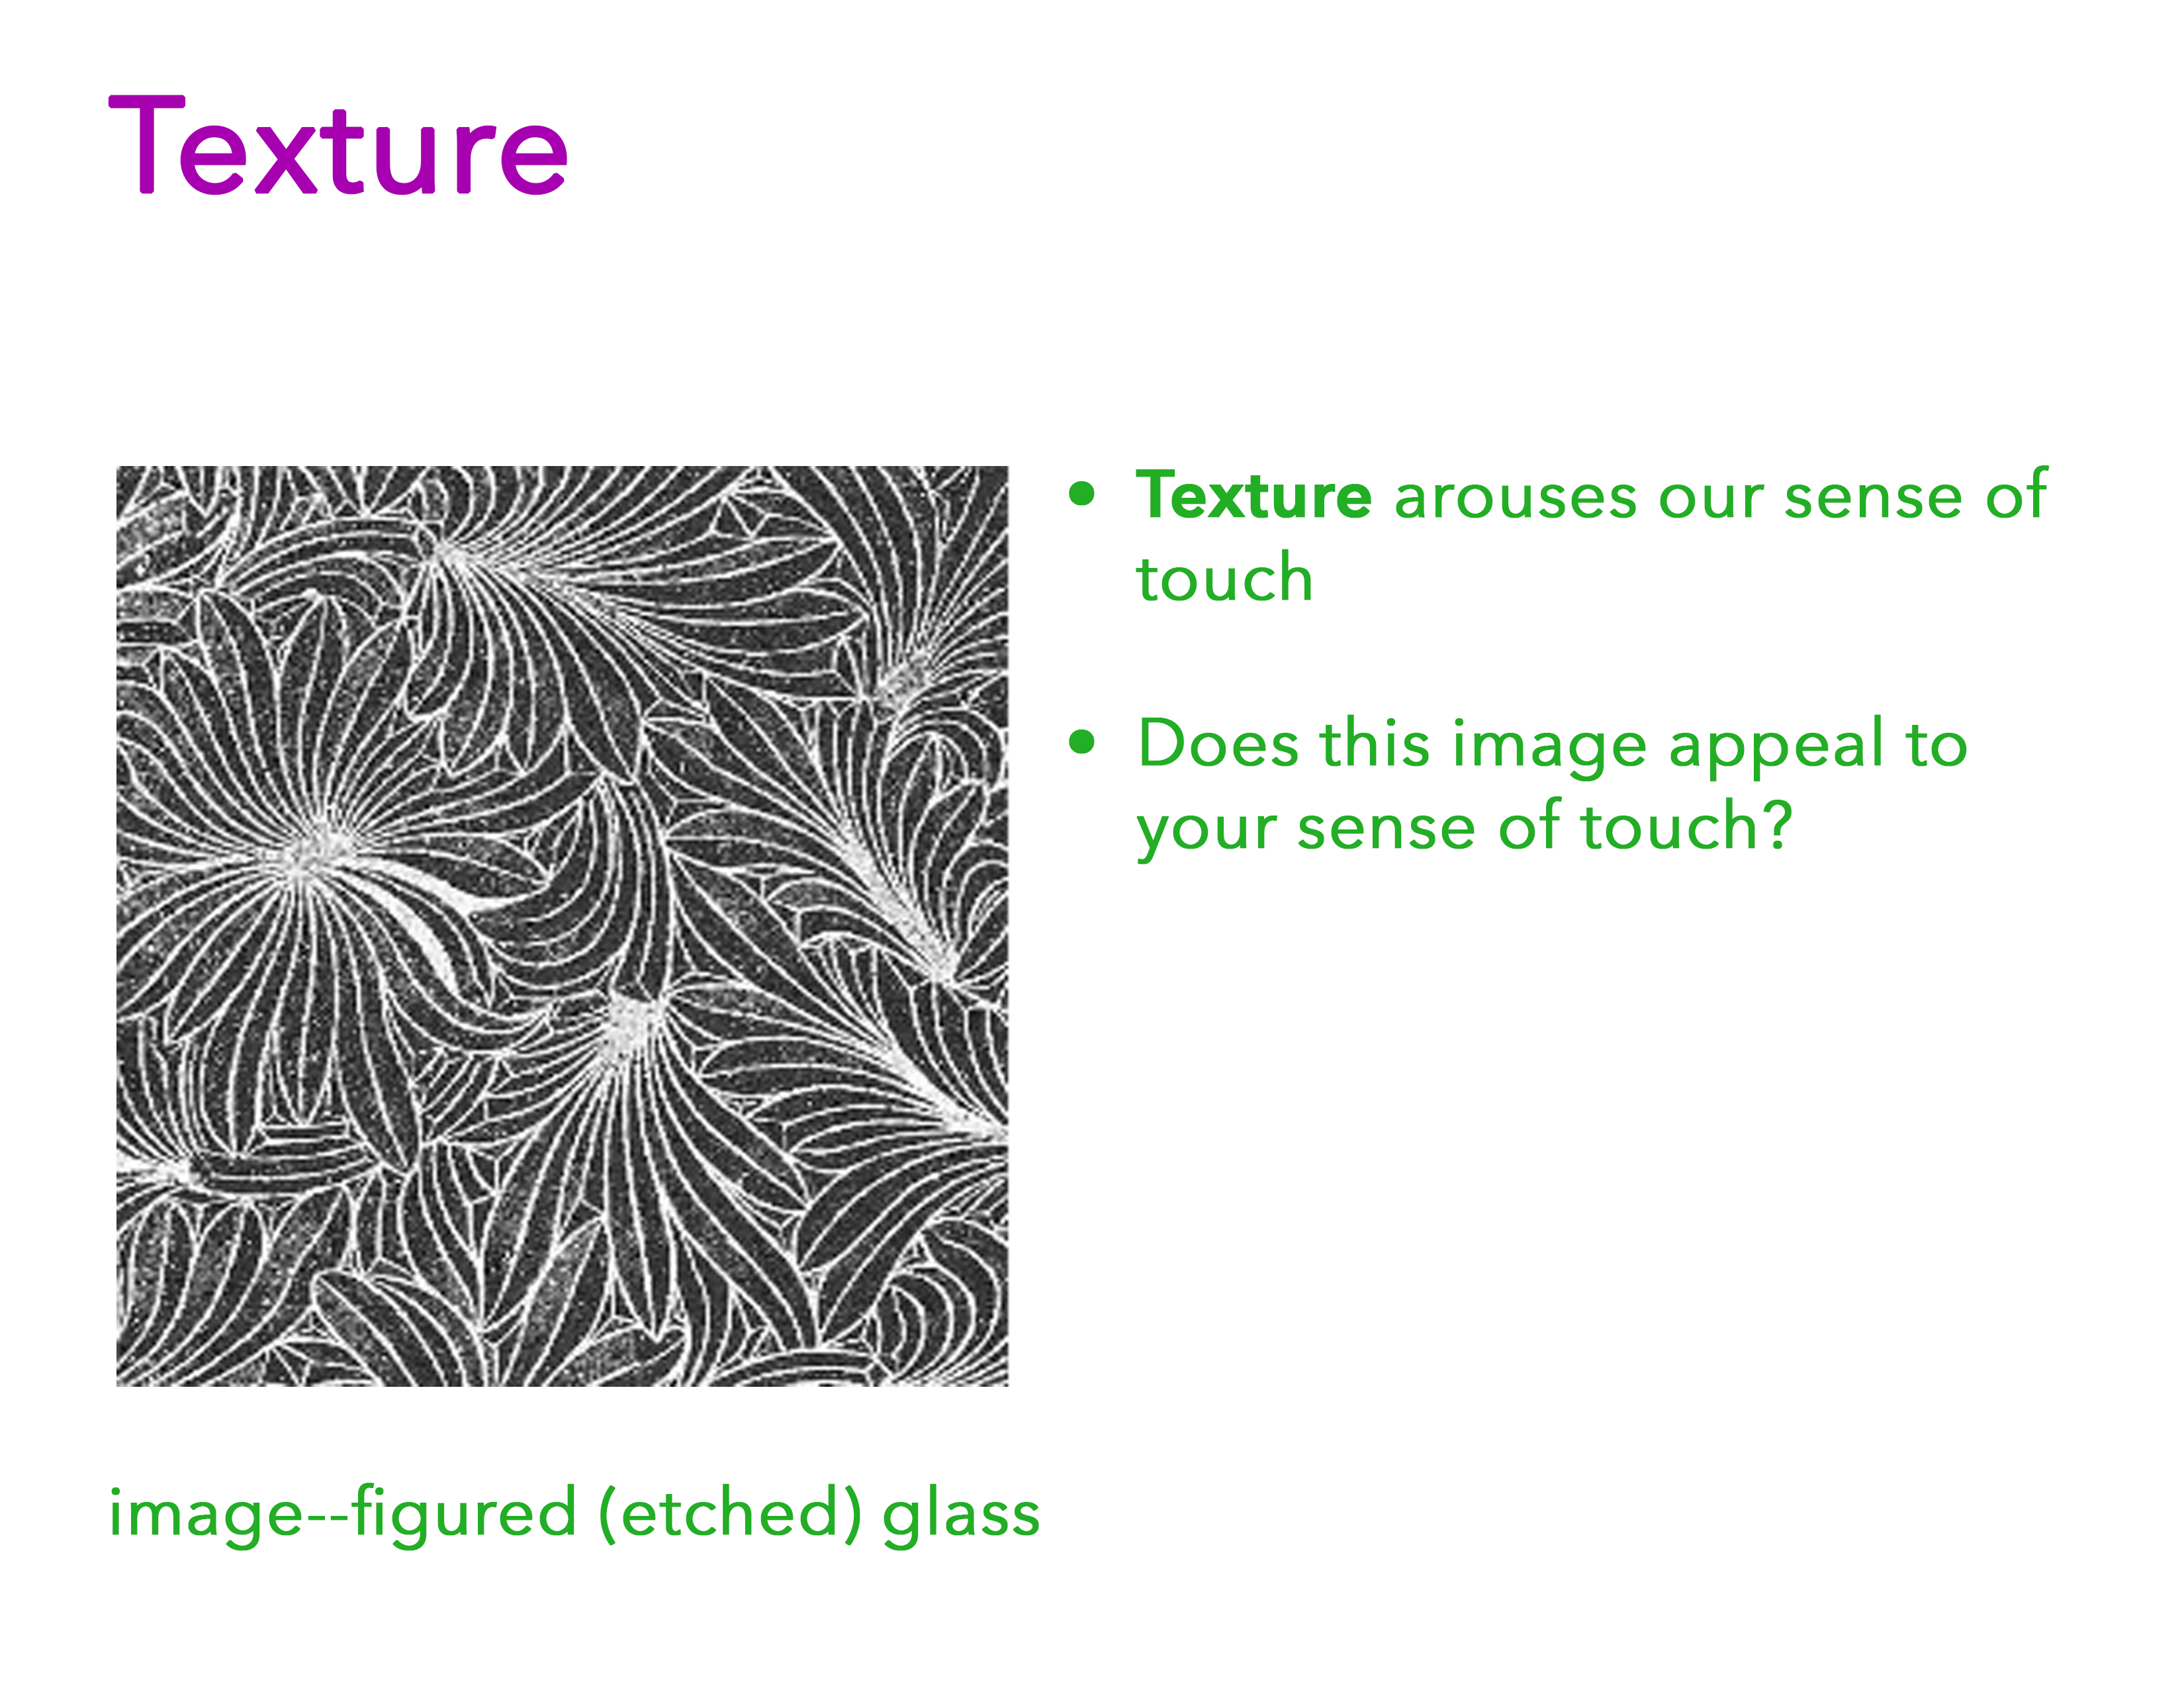 Texture
• Texture arouses our sense of
touch
• Does this image appeal to
your sense of touch?
image--figured (etched) glass